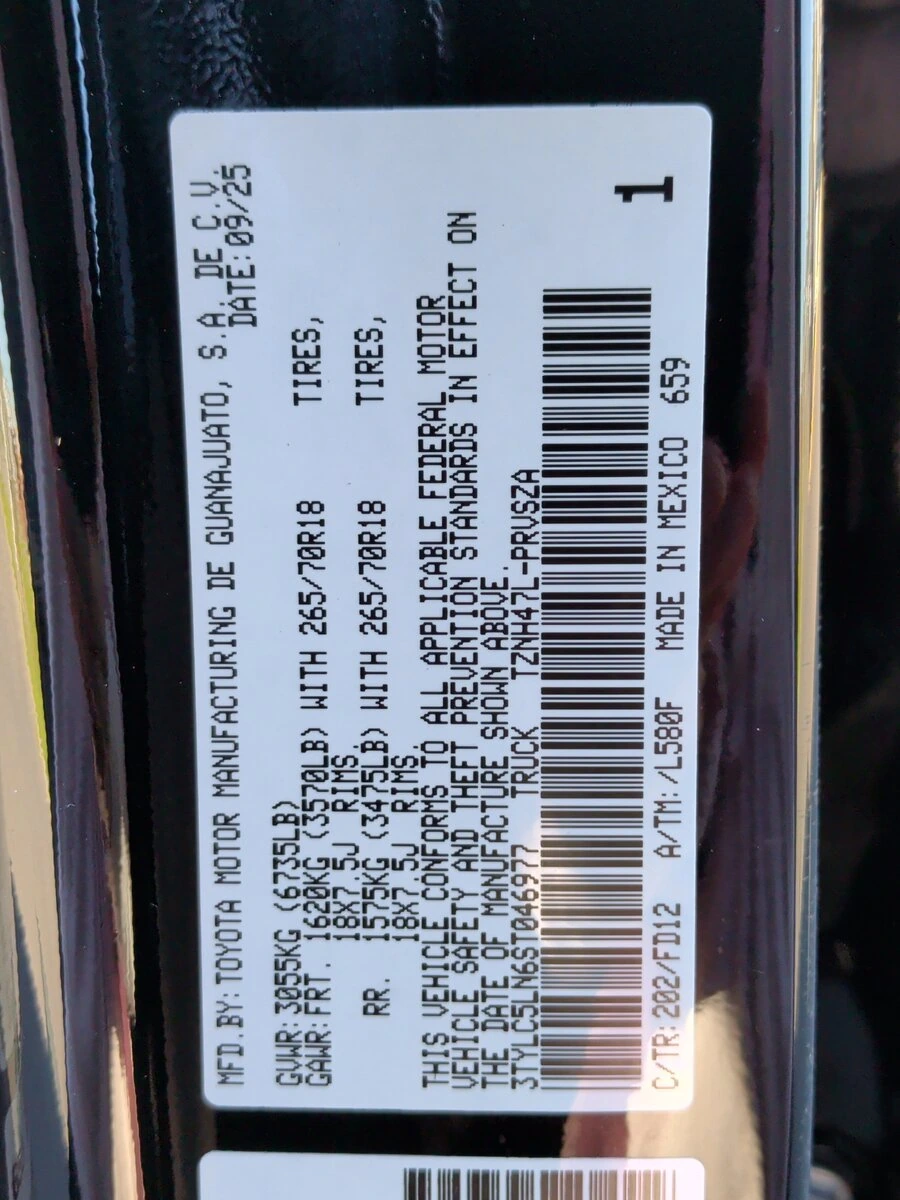 MFD.BY:TOYOTA MOTOR MANUFACTURING DE GUANAJUATO, S.A. DE C.V.
DATE:09/25
GVWR:3055KG (6735LB)
GAWR:FRT. 1620KG (3570LB) WITH 265/70R18 TIRES,
18X7.5J RIMS.
RR. 1575KG (3475LB) WITH 265/70R18 TIRES,
18X7.5J RIMS.
THIS VEHICLE CONFORMS TO ALL APPLICABLE FEDERAL MOTOR
VEHICLE SAFETY AND THEFT PREVENTION STANDARDS IN EFFECT ON
THE DATE OF MANUFACTURE SHOWN ABOVE.
3TYLC5LN6ST046977 TRUCK TZNH47L-PRVSZA
1
C/TR:202/FD12 A/TM:/L580F MADE IN MEXICO 659